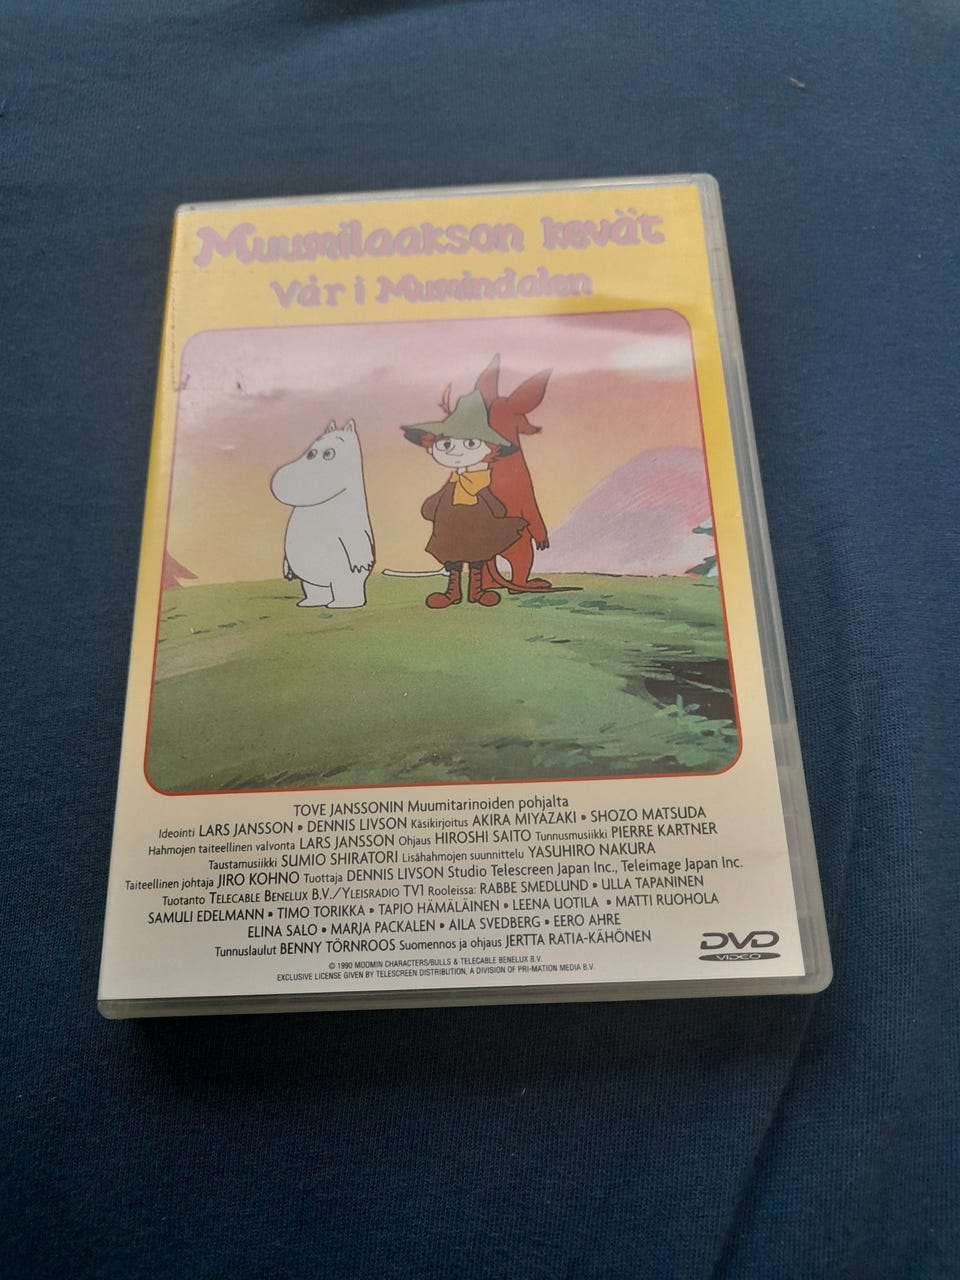 Muumilaakson kevät
Vår i Mumindalen
TOVE JANSSONIN Muumitarinoiden pohjalta
Ideointi LARS JANSSON • DENNIS LIVSON Käsikirjoitus AKIRA MIYAZAKI • SHOZO MATSUDA
Hahmojen taiteellinen valvonta LARS JANSSON Ohjaus HIROSHI SAITO Tunnusmusiikki PIERRE KARTNER
Taustamusiikki SUMIO SHIRATORI Lisähahmojen suunnittelu YASUHIRO NAKURA
Taiteellinen johtaja JIRO KOHNO Tuottaja DENNIS LIVSON Studio Telescreen Japan Inc., Teleimage Japan Inc.
Tuotanto TELECABLE BENELUX B.V./YLEISRADIO TV1 Rooleissa: RABBE SMEDLUND • ULLA TAPANINEN
SAMULI EDELMANN • TIMO TORIKKA • TAPIO HÄMÄLÄINEN • LEENA UOTILA • MATTI RUOHOLA
ELINA SALO • MARJA PACKALEN • AILA SVEDBERG • EERO AHRE
Tunnuslaulut BENNY TÖRNROOS Suomennos ja ohjaus JERTTA RATIA-KÄHÖNEN
© 1990 MOOMIN CHARACTERS/BULLS & TELECABLE BENELUX B.V.
EXCLUSIVE LICENSE GIVEN BY TELESCREEN DISTRIBUTION, A DIVISION OF PRI-MATION MEDIA B.V.
DVD
VIDEO